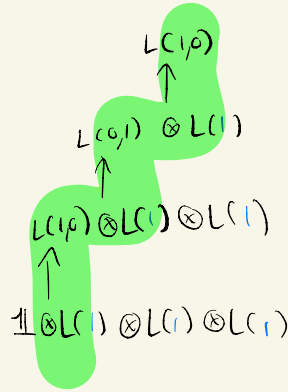 L(1,0)
L(0,1) ⊗ L(1)
L(1,0) ⊗ L(1) ⊗ L(1)
𝟙 ⊗ L(1) ⊗ L(1) ⊗ L(1)